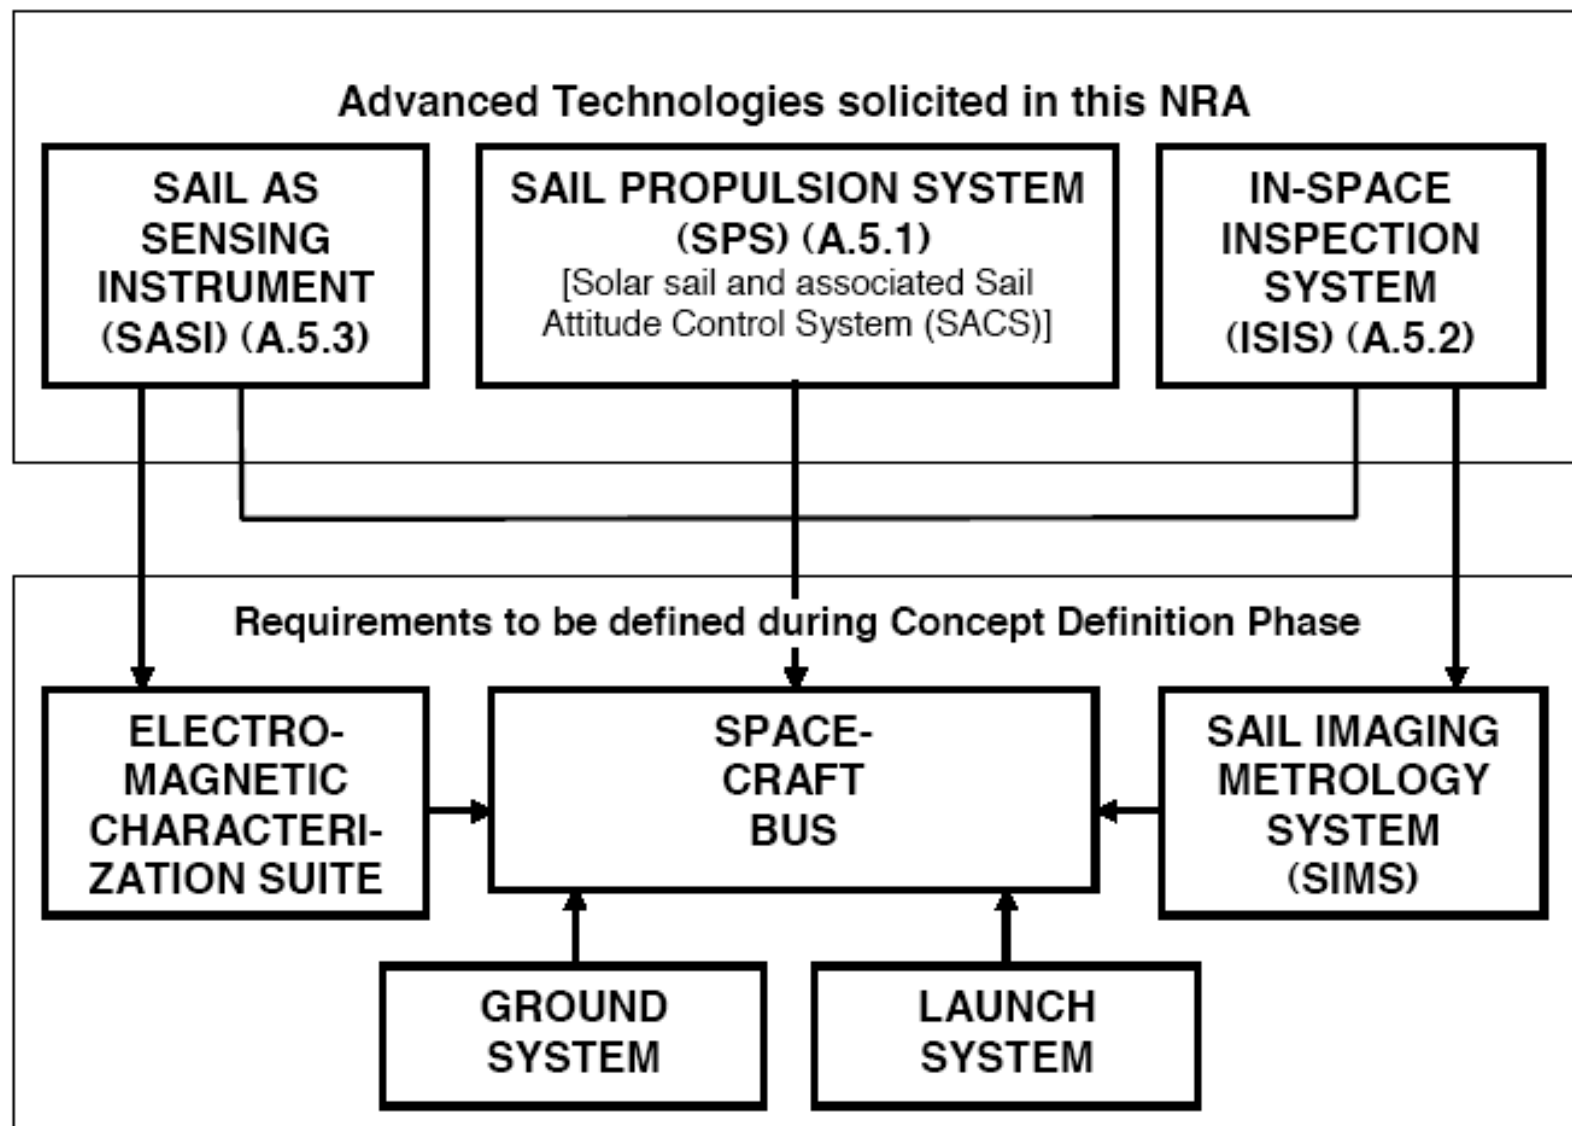 Advanced Technologies solicited in this NRA
SAIL AS
SENSING
INSTRUMENT
(SASI) (A.5.3)
SAIL PROPULSION SYSTEM
(SPS) (A.5.1)
[Solar sail and associated Sail
Attitude Control System (SACS)]
IN-SPACE
INSPECTION
SYSTEM
(ISIS) (A.5.2)
Requirements to be defined during Concept Definition Phase
ELECTRO-
MAGNETIC
CHARACTERI-
ZATION SUITE
SPACE-
CRAFT
BUS
SAIL IMAGING
METROLOGY
SYSTEM
(SIMS)
GROUND
SYSTEM
LAUNCH
SYSTEM